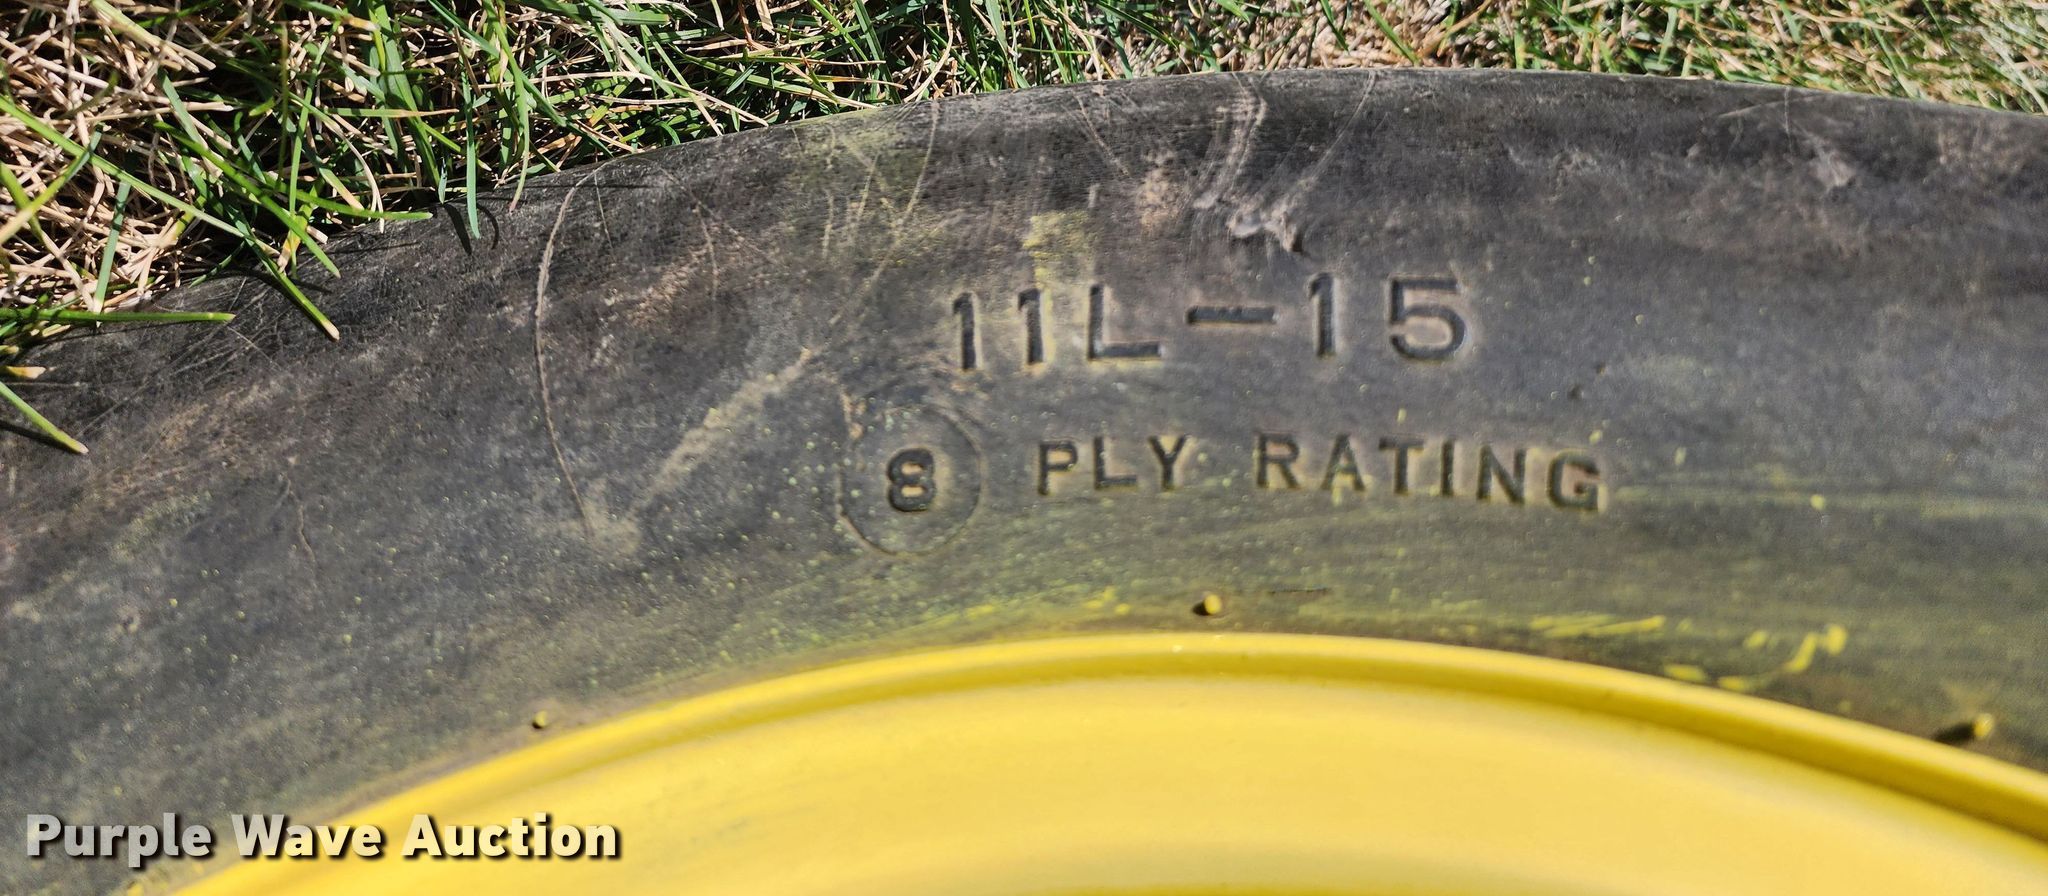 11L-15
8 PLY RATING
Purple Wave Auction